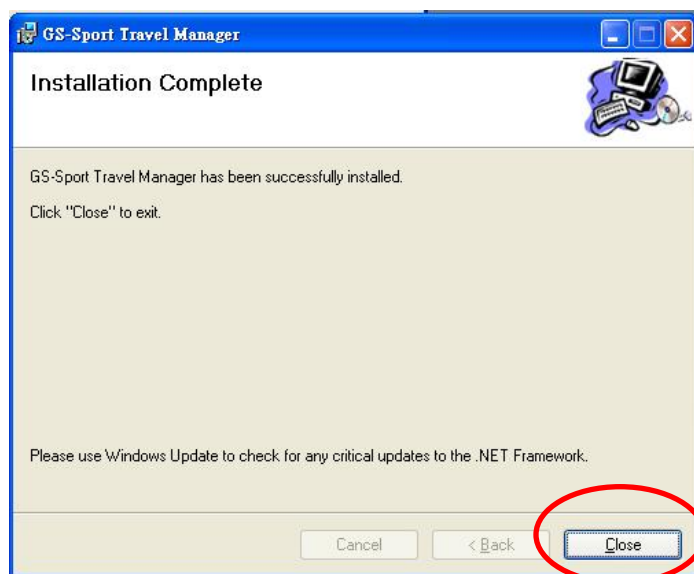 GS-Sport Travel Manager
Installation Complete
GS-Sport Travel Manager has been successfully installed.
Click "Close" to exit.
Please use Windows Update to check for any critical updates to the .NET Framework.
Cancel < Back Close